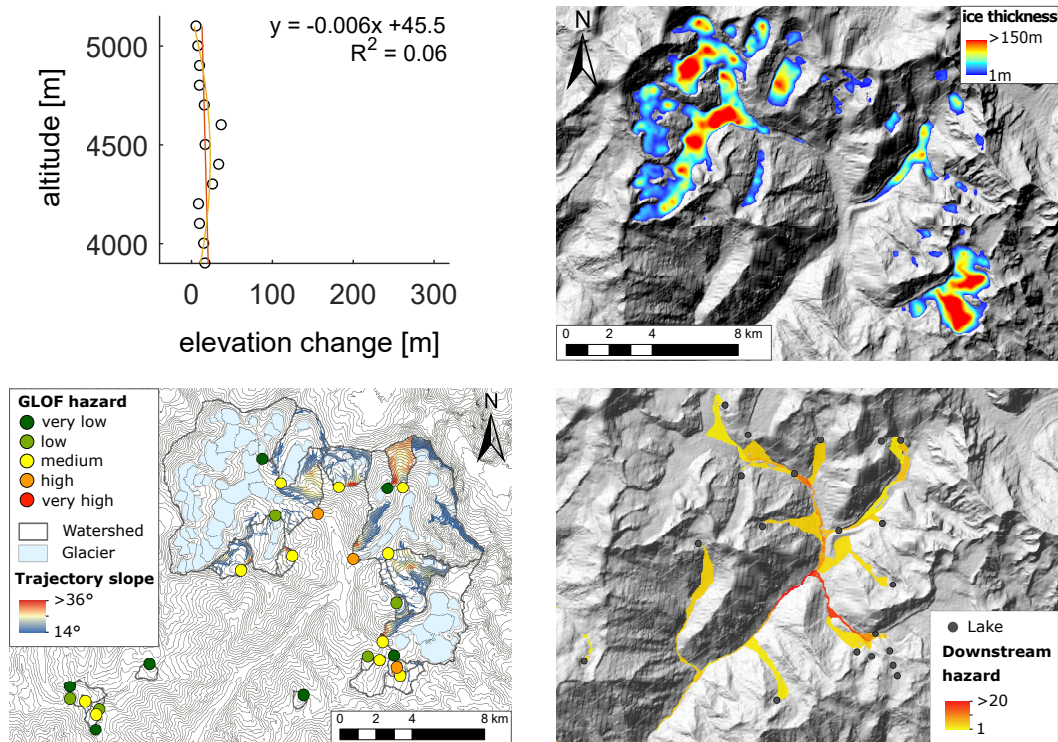 y = -0.006x +45.5
R2 = 0.06
5000
4500
4000
altitude [m]
0 100 200 300
elevation change [m]
N
ice thickness
>150m
1m
0 2 4 8 km
GLOF hazard
very low
low
medium
high
very high
Watershed
Glacier
Trajectory slope
>36°
14°
N
0 2 4 8 km
Lake
Downstream
hazard
>20
1